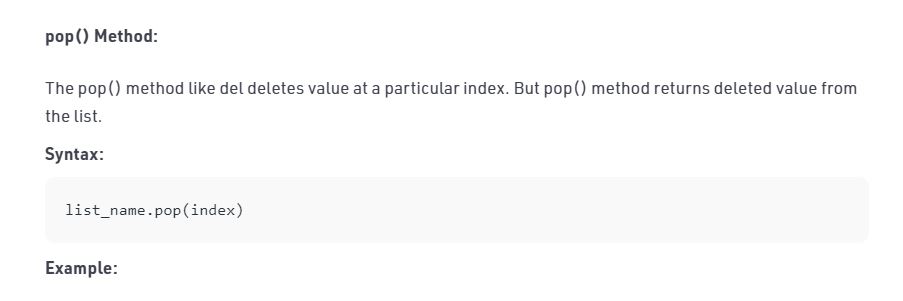 pop() Method:
The pop() method like del deletes value at a particular index. But pop() method returns deleted value from
the list.
Syntax:
list_name.pop(index)
Example: